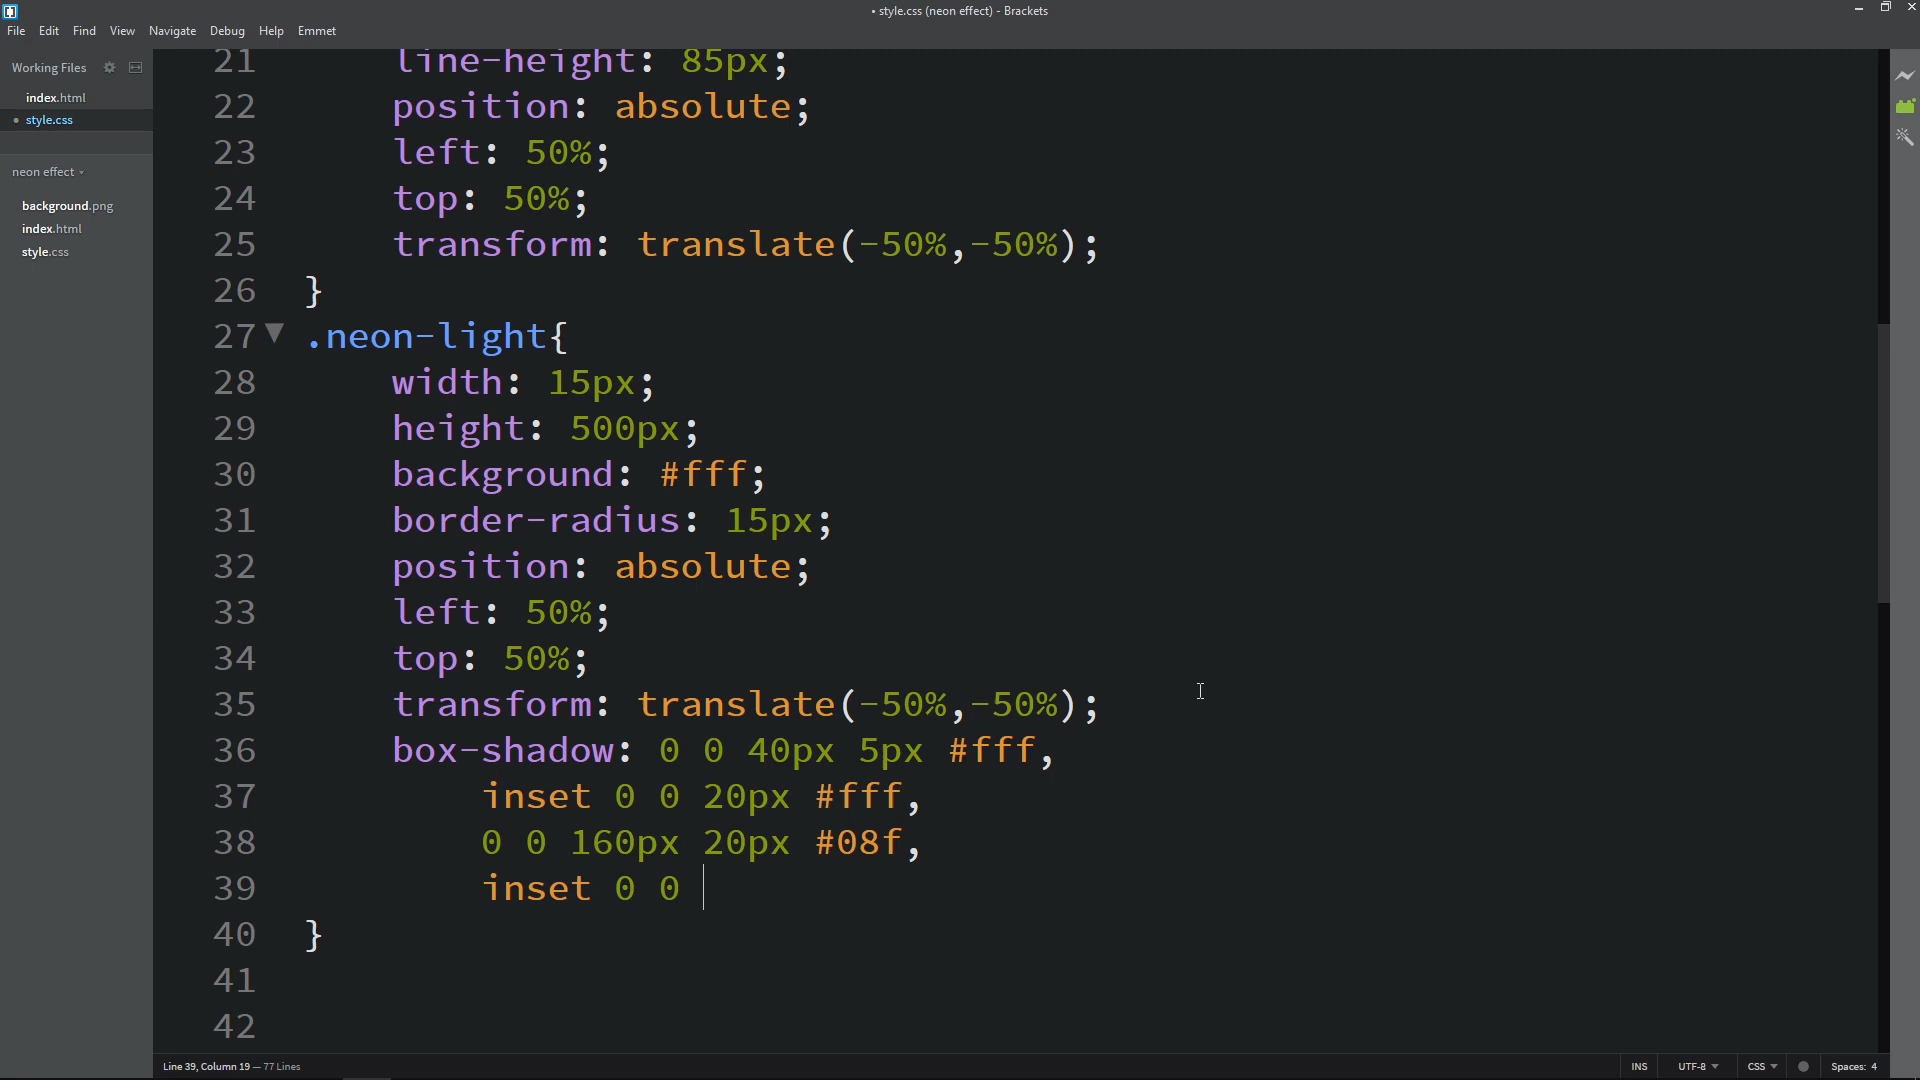 • style.css (neon effect) - Brackets
File Edit Find View Navigate Debug Help Emmet
Working Files
index.html
• style.css
neon effect
background.png
index.html
style.css
21 line-height: 85px;
22 position: absolute;
23 left: 50%;
24 top: 50%;
25 transform: translate(-50%,-50%);
26 }
27 .neon-light{
28 width: 15px;
29 height: 500px;
30 background: #fff;
31 border-radius: 15px;
32 position: absolute;
33 left: 50%;
34 top: 50%;
35 transform: translate(-50%,-50%);
36 box-shadow: 0 0 40px 5px #fff,
37 inset 0 0 20px #fff,
38 0 0 160px 20px #08f,
39 inset 0 0
40 }
41
42
Line 39, Column 19 — 77 Lines
INS UTF-8 CSS Spaces: 4